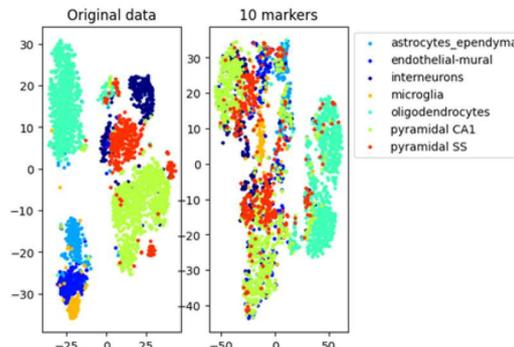 Original data
10 markers
30
20
10
0
−10
−20
−30
−25
0
25
30
20
10
0
−10
−20
−30
−40
−50
0
50
astrocytes_ependyma
endothelial-mural
interneurons
microglia
oligodendrocytes
pyramidal CA1
pyramidal SS